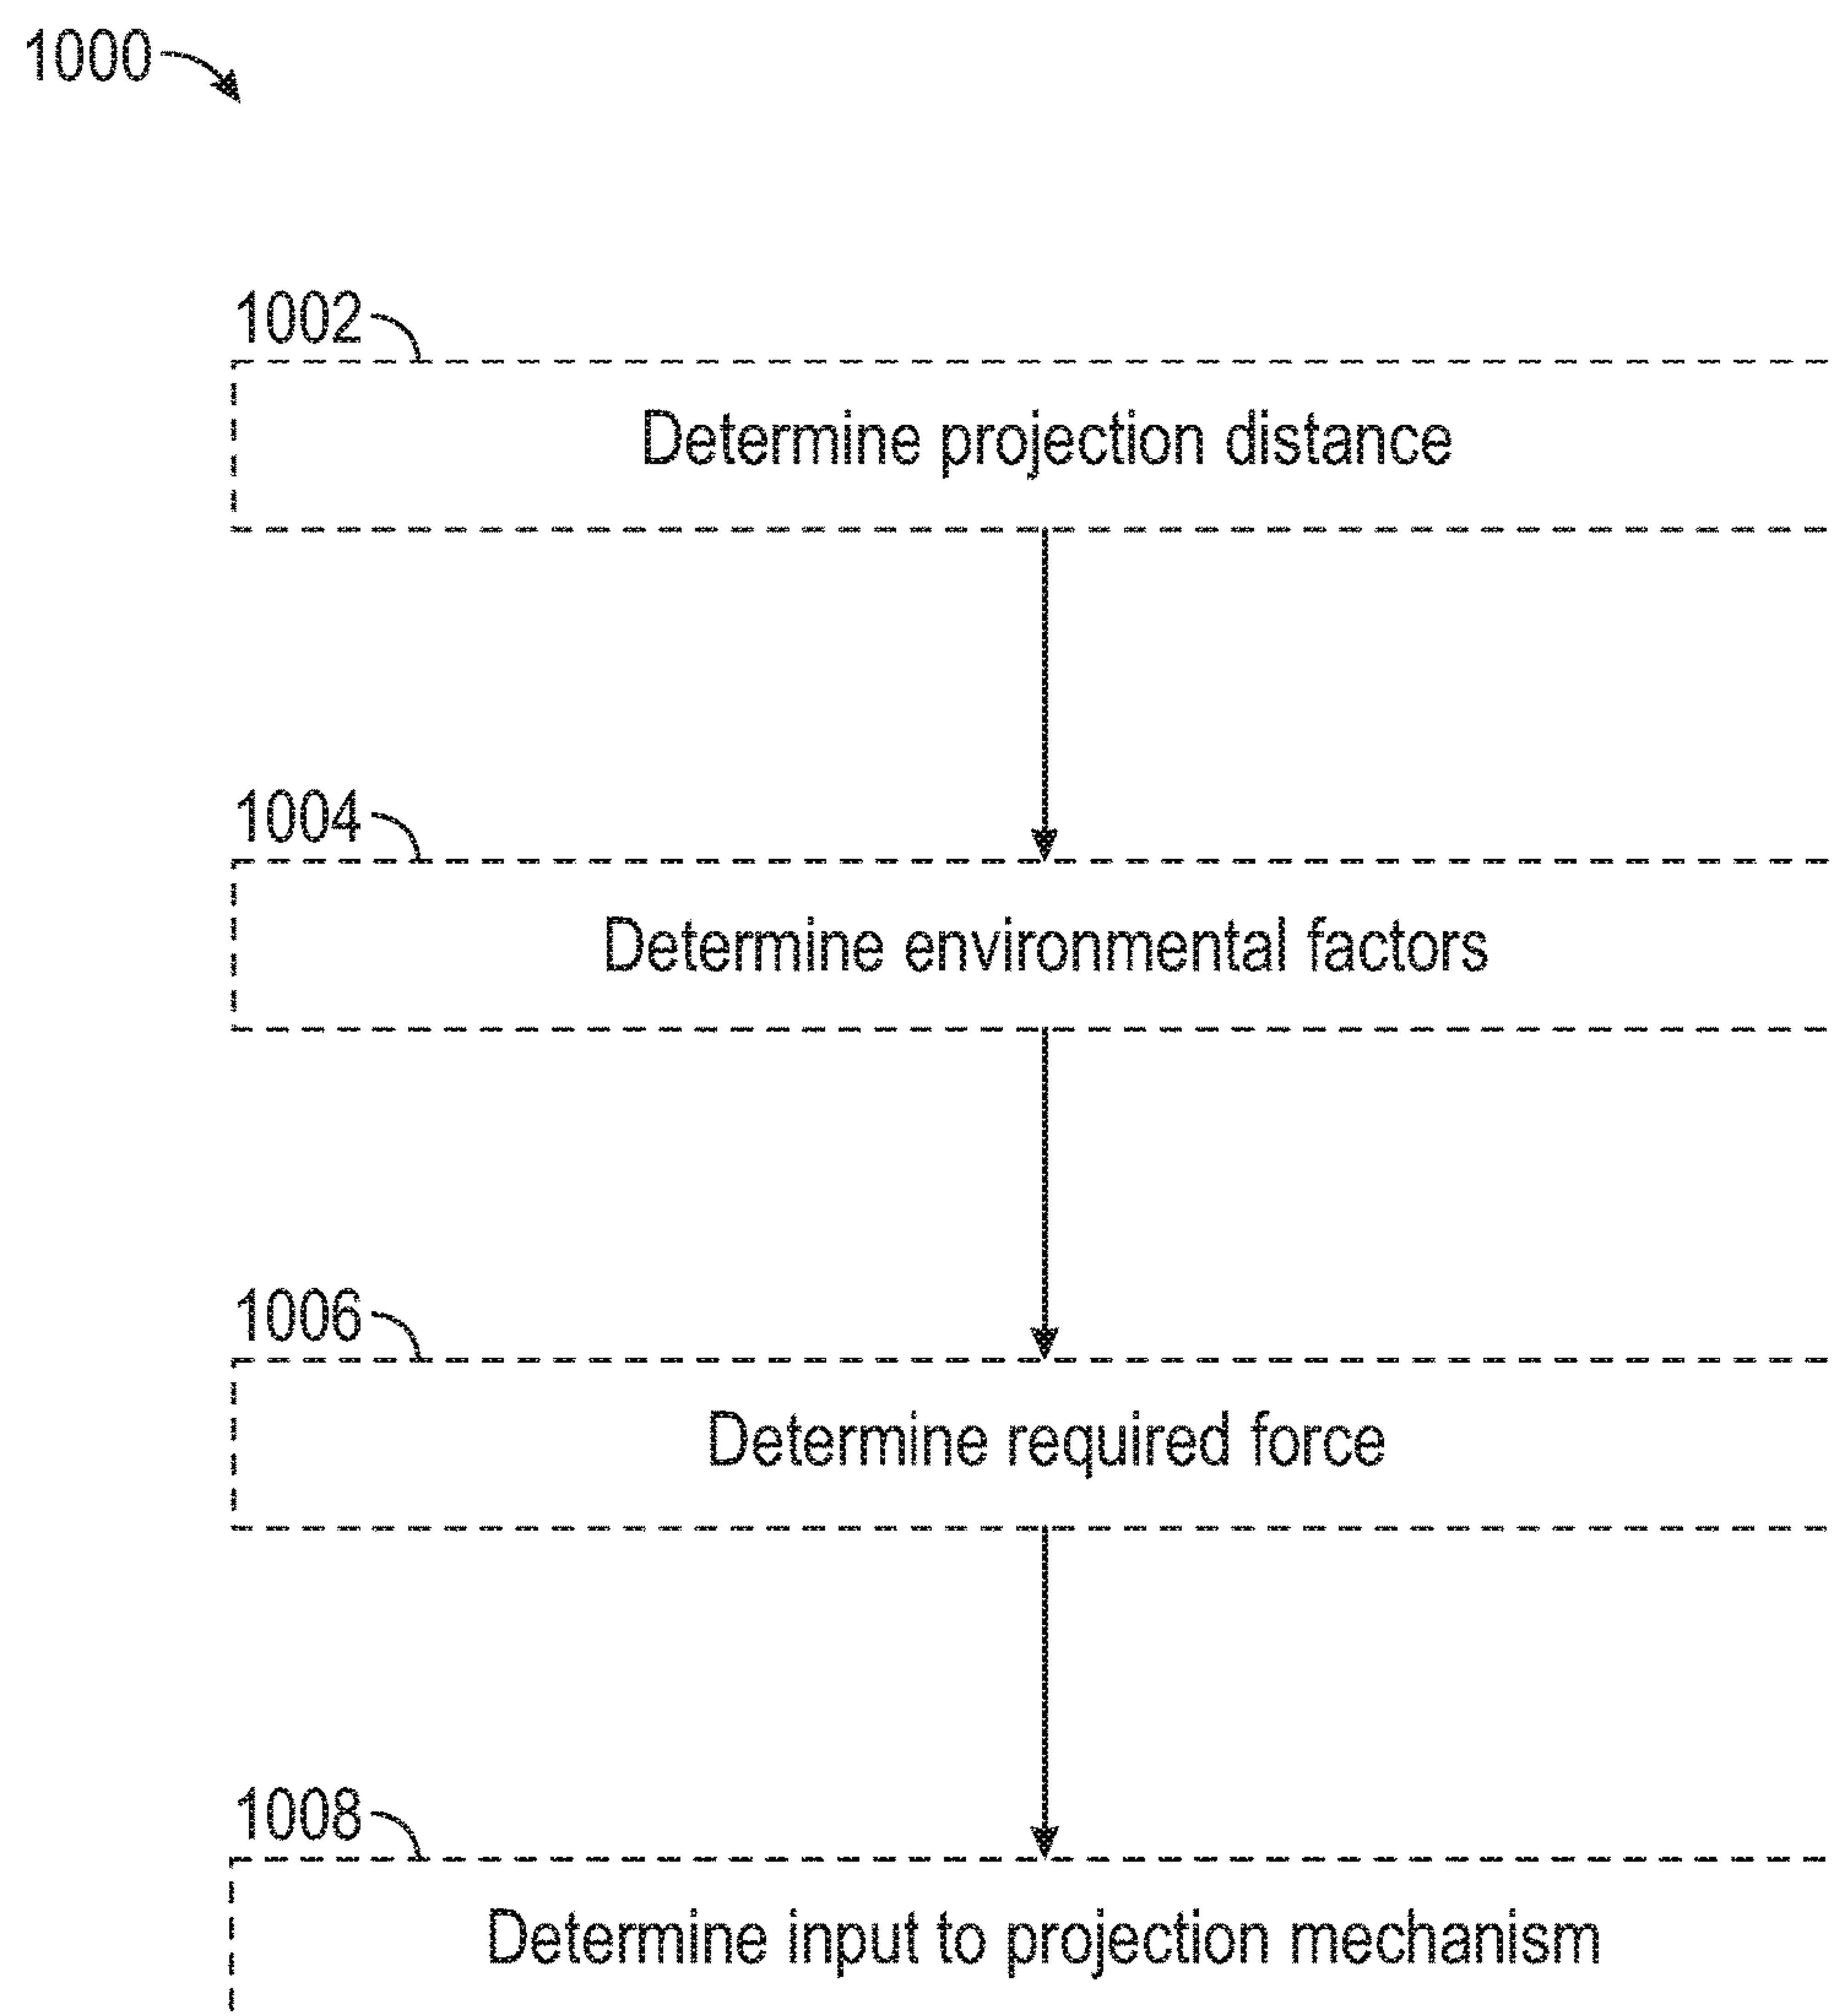 1000
1002
Determine projection distance
1004
Determine environmental factors
1006
Determine required force
1008
Determine input to projection mechanism